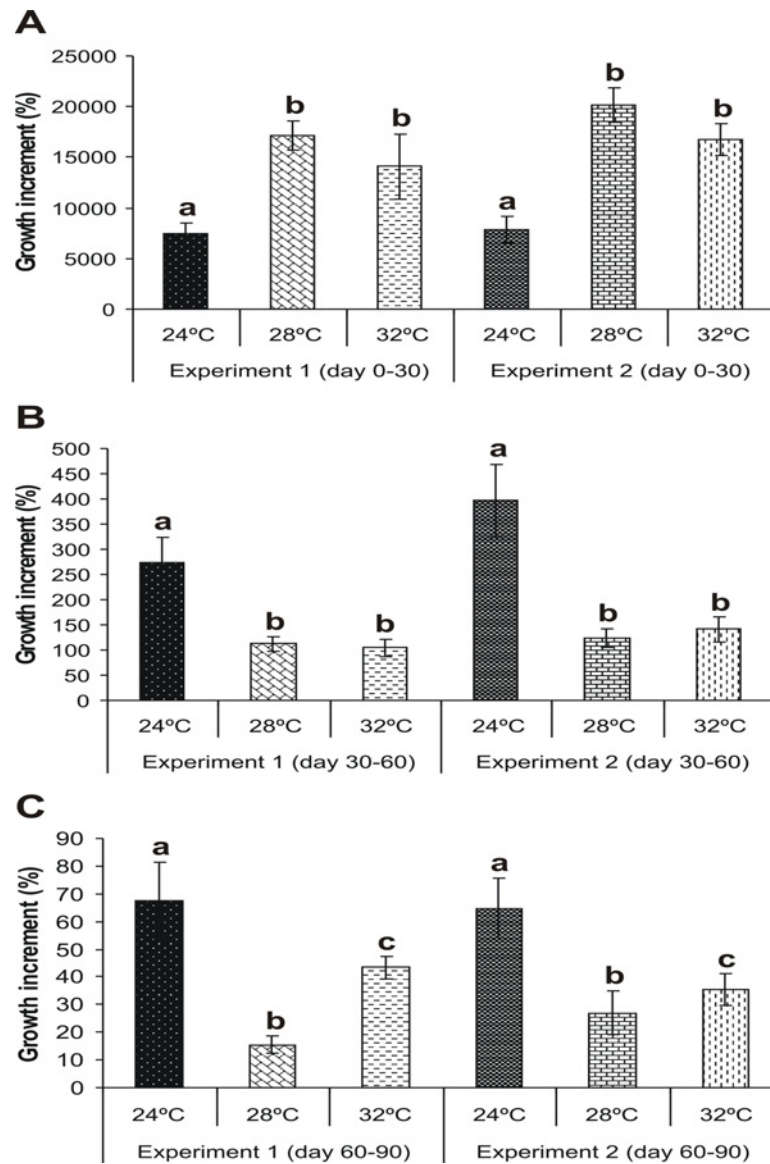 A
Growth increment (%)
25000
20000
15000
10000
5000
0
a
b
b
a
b
b
24ºC 28ºC 32ºC 24ºC 28ºC 32ºC
Experiment 1 (day 0-30) Experiment 2 (day 0-30)
B
Growth increment (%)
500
450
400
350
300
250
200
150
100
50
0
a
b
b
a
b
b
24ºC 28ºC 32ºC 24ºC 28ºC 32ºC
Experiment 1 (day 30-60) Experiment 2 (day 30-60)
C
Growth increment (%)
90
80
70
60
50
40
30
20
10
0
a
b
c
a
b
c
24ºC 28ºC 32ºC 24ºC 28ºC 32ºC
Experiment 1 (day 60-90) Experiment 2 (day 60-90)